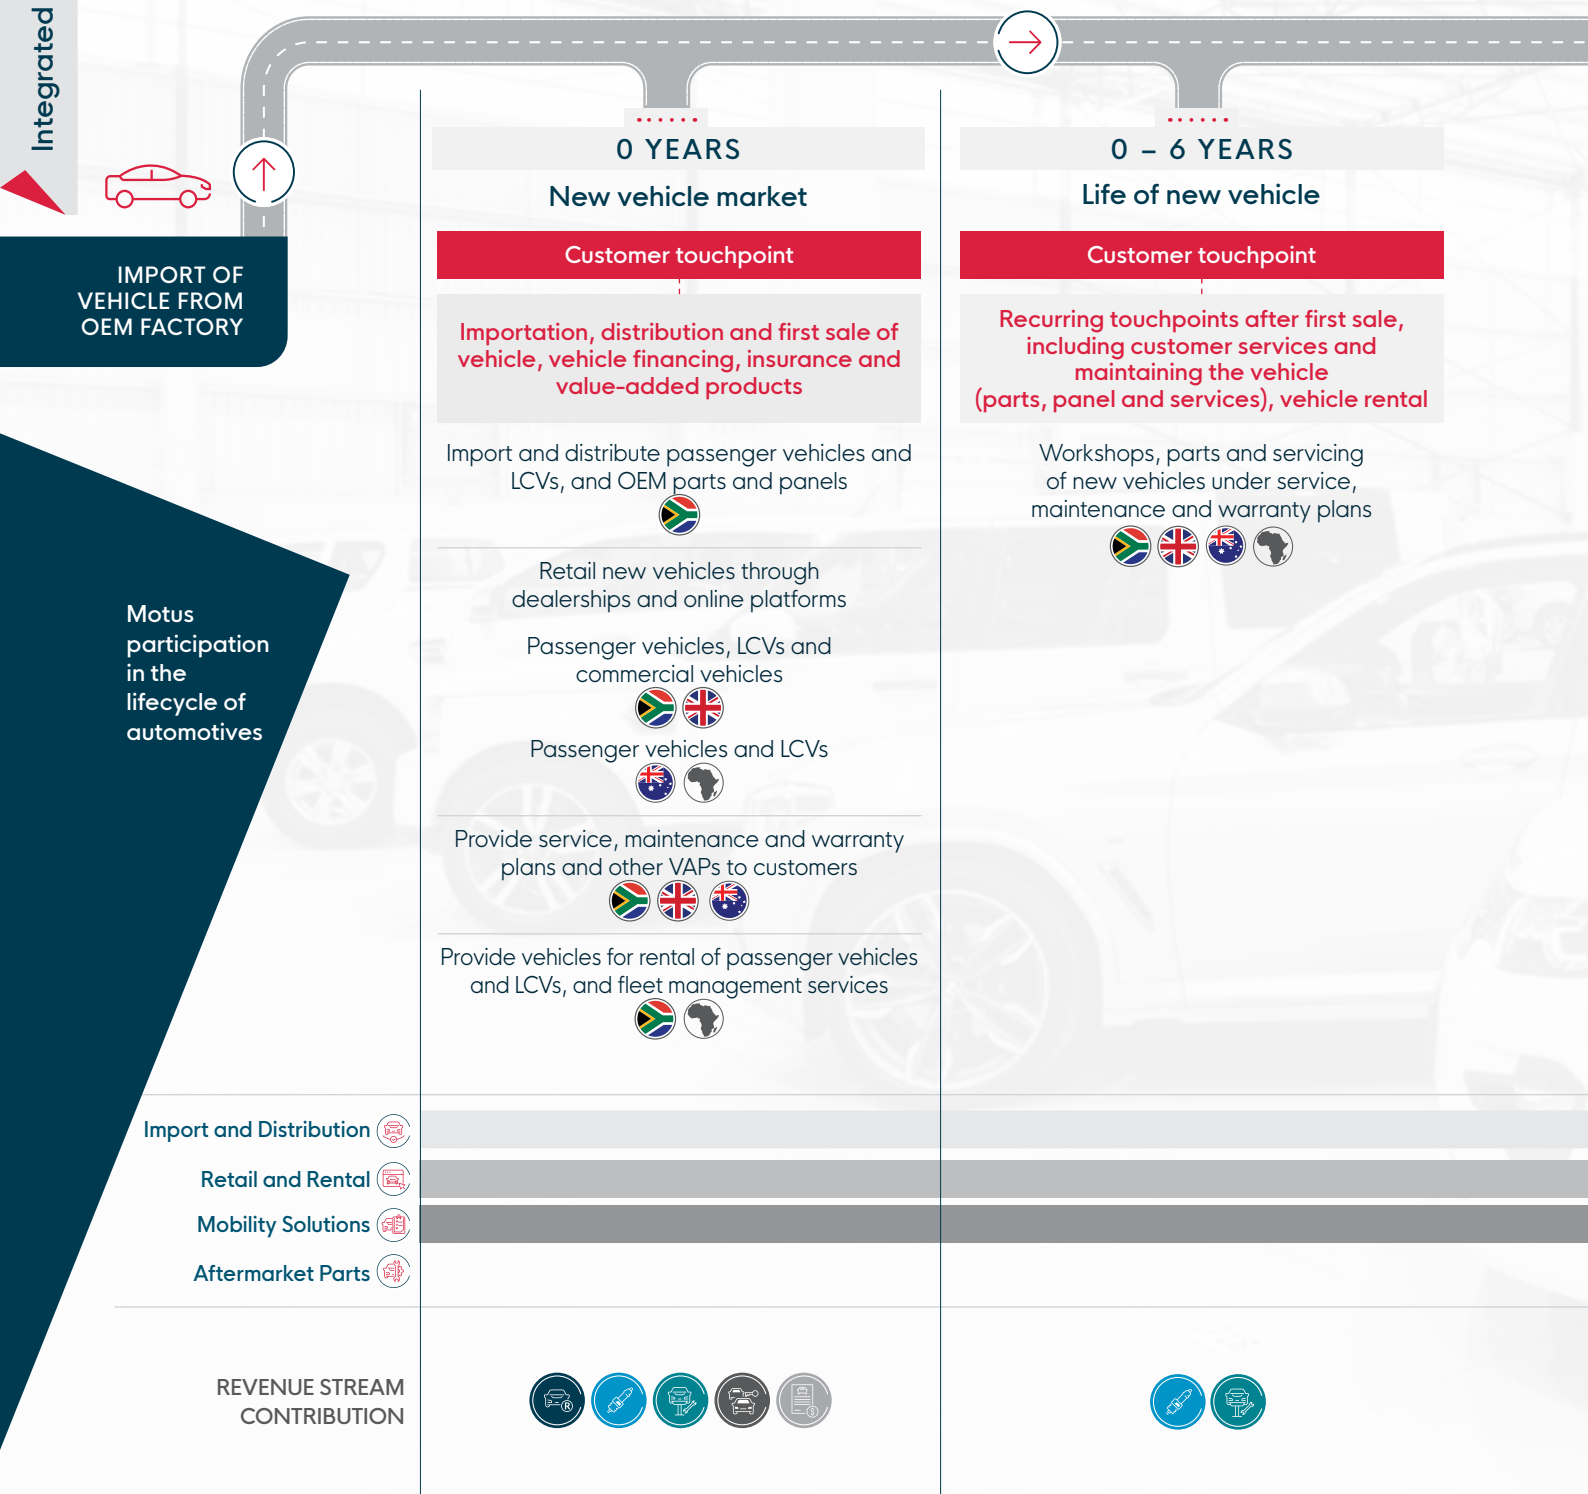 Integrated
IMPORT OF
VEHICLE FROM
OEM FACTORY
Motus
participation
in the
lifecycle of
automotives
0 YEARS
New vehicle market
Customer touchpoint
Importation, distribution and first sale of
vehicle, vehicle financing, insurance and
value-added products
Import and distribute passenger vehicles and
LCVs, and OEM parts and panels
Retail new vehicles through
dealerships and online platforms
Passenger vehicles, LCVs and
commercial vehicles
Passenger vehicles and LCVs
Provide service, maintenance and warranty
plans and other VAPs to customers
Provide vehicles for rental of passenger vehicles
and LCVs, and fleet management services
0 – 6 YEARS
Life of new vehicle
Customer touchpoint
Recurring touchpoints after first sale,
including customer services and
maintaining the vehicle
(parts, panel and services), vehicle rental
Workshops, parts and servicing
of new vehicles under service,
maintenance and warranty plans
Import and Distribution
Retail and Rental
Mobility Solutions
Aftermarket Parts
REVENUE STREAM
CONTRIBUTION
R
$